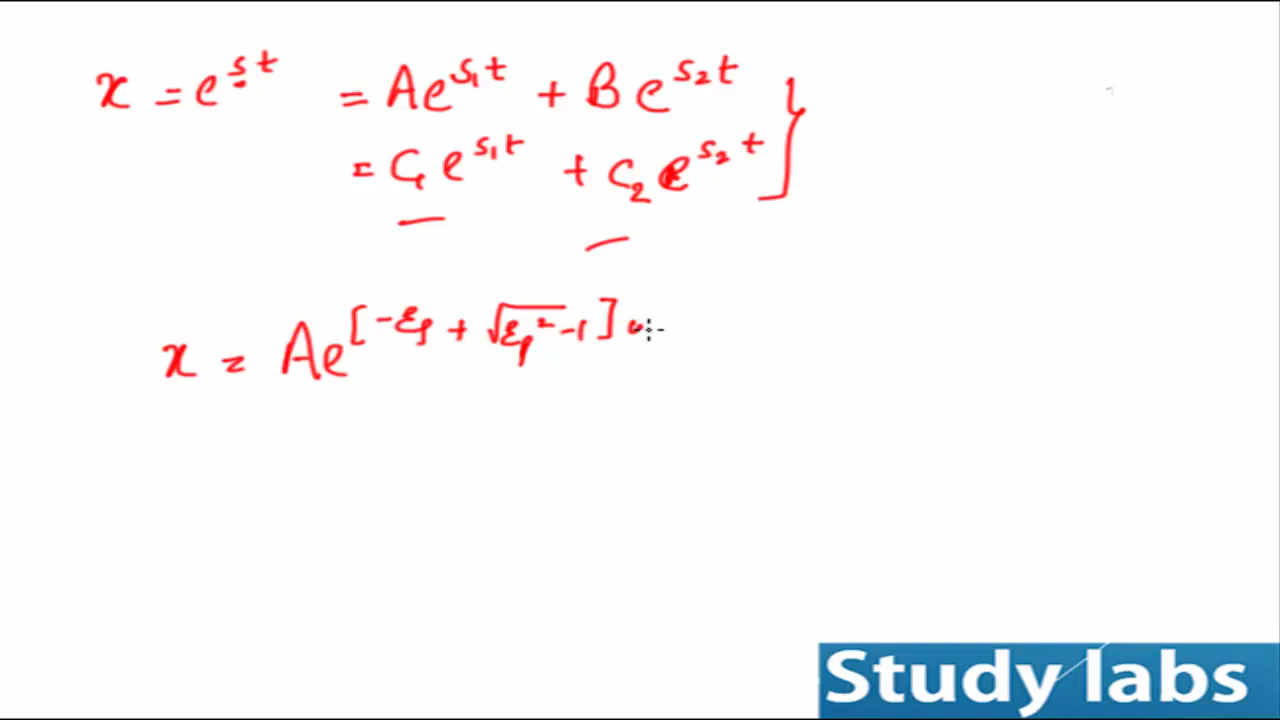 x = e^{st} = Ae^{s₁t} + Be^{s₂t}
= C₁e^{s₁t} + C₂e^{s₂t}
x = Ae^{[-ξ + √(ξ²-1)]
Study labs